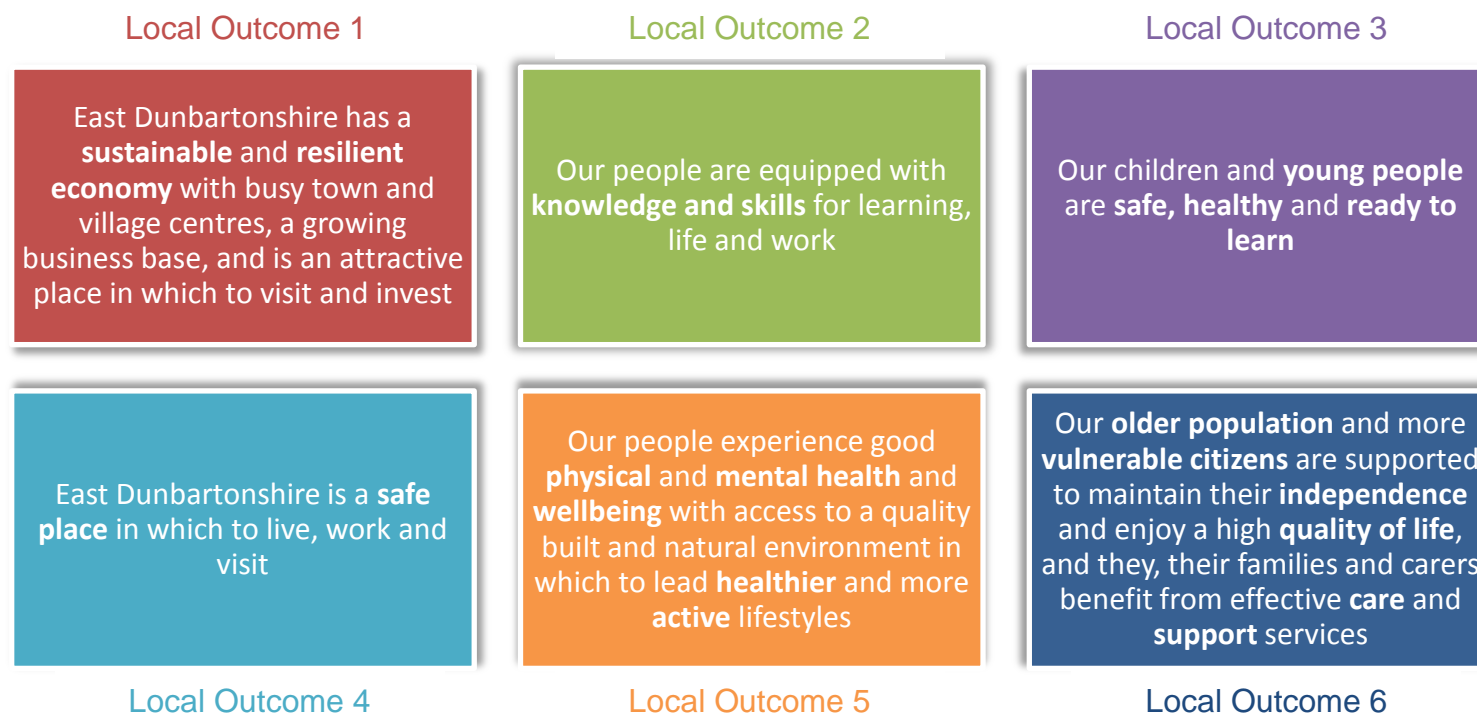 Local Outcome 1
East Dunbartonshire has a
sustainable and resilient
economy with busy town and
village centres, a growing
business base, and is an attractive
place in which to visit and invest
Local Outcome 2
Our people are equipped with
knowledge and skills for learning,
life and work
Local Outcome 3
Our children and young people
are safe, healthy and ready to
learn
East Dunbartonshire is a safe
place in which to live, work and
visit
Local Outcome 4
Our people experience good
physical and mental health and
wellbeing with access to a quality
built and natural environment in
which to lead healthier and more
active lifestyles
Local Outcome 5
Our older population and more
vulnerable citizens are supported
to maintain their independence
and enjoy a high quality of life,
and they, their families and carers
benefit from effective care and
support services
Local Outcome 6